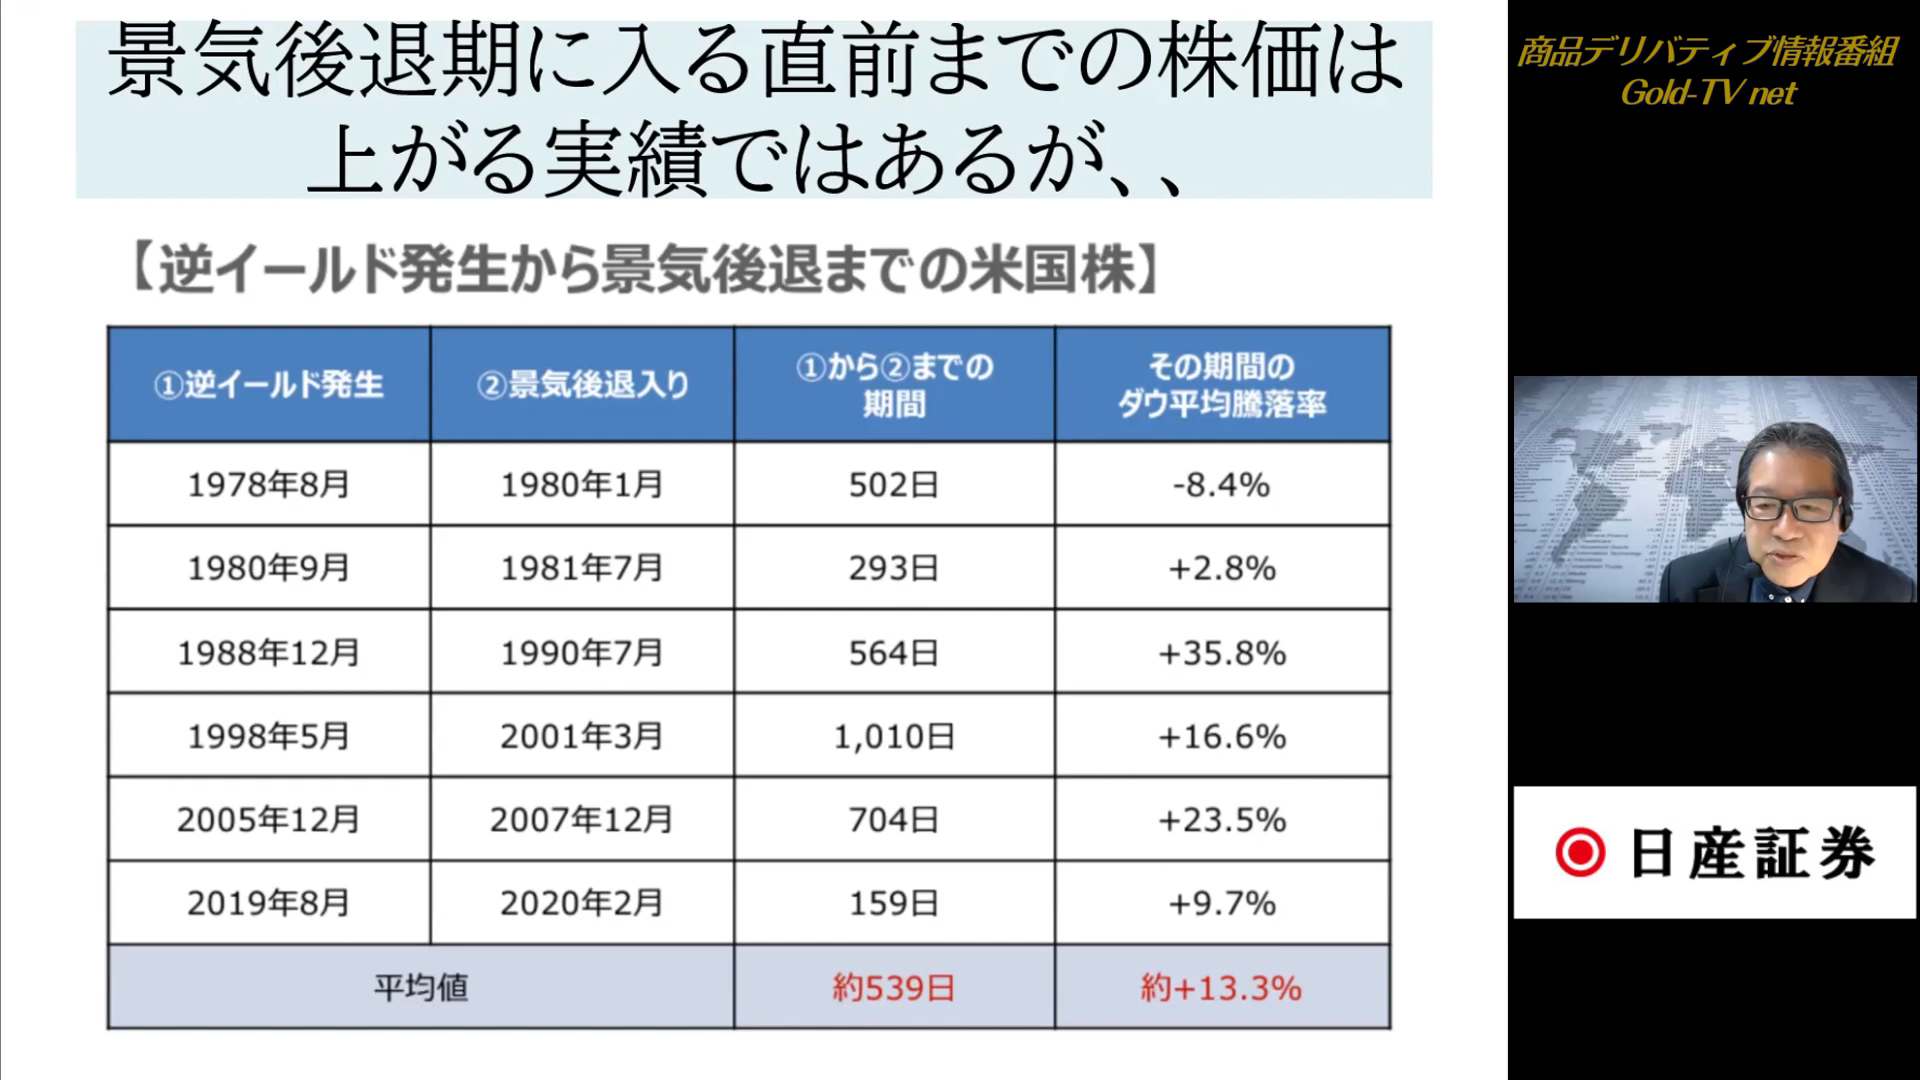 景気後退期に入る直前までの株価は
上がる実績ではあるが、、
【逆イールド発生から景気後退までの米国株】
①逆イールド発生 ②景気後退入り ①から②までの期間 その期間のダウ平均騰落率
1978年8月 1980年1月 502日 -8.4%
1980年9月 1981年7月 293日 +2.8%
1988年12月 1990年7月 564日 +35.8%
1998年5月 2001年3月 1,010日 +16.6%
2005年12月 2007年12月 704日 +23.5%
2019年8月 2020年2月 159日 +9.7%
平均値 約539日 約+13.3%
商品デリバティブ情報番組
Gold-TV net
日産証券